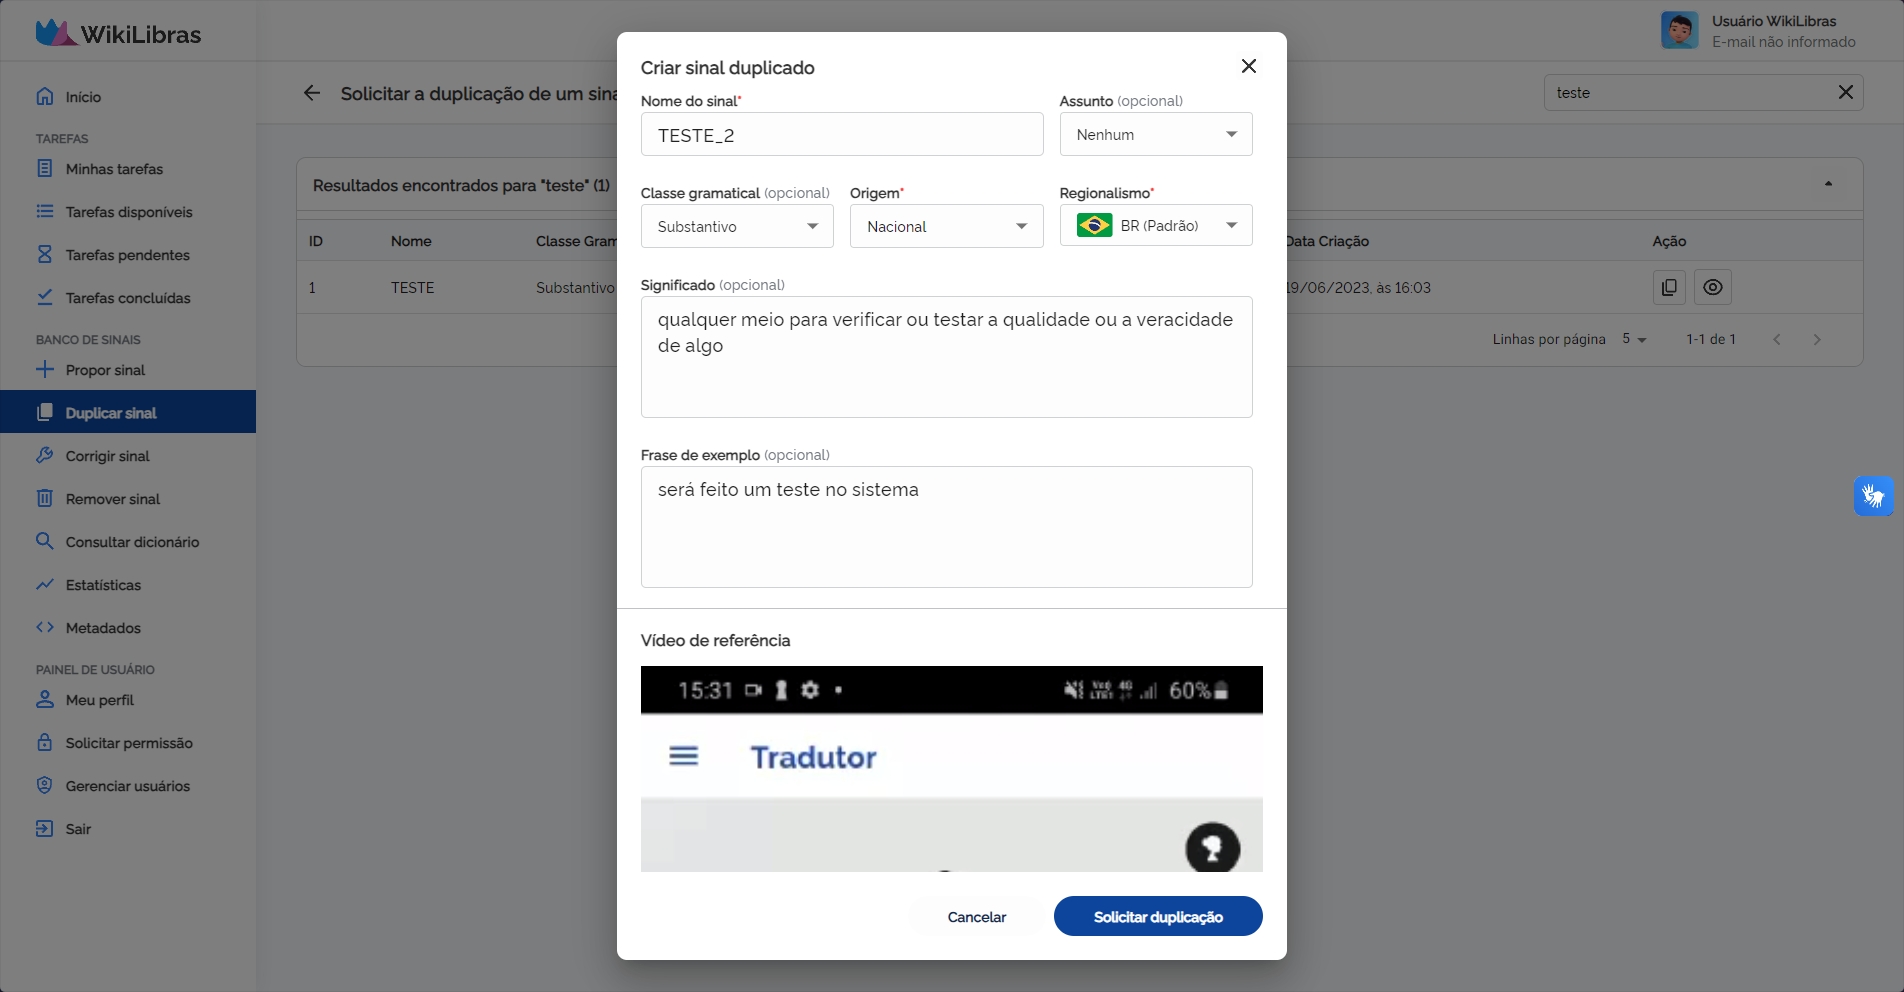 WikiLibras
Usuário WikiLibras
E-mail não informado
Início
TAREFAS
Minhas tarefas
Tarefas disponíveis
Tarefas pendentes
Tarefas concluídas
BANCO DE SINAIS
Propor sinal
Duplicar sinal
Corrigir sinal
Remover sinal
Consultar dicionário
Estatísticas
Metadados
PAINEL DE USUÁRIO
Meu perfil
Solicitar permissão
Gerenciar usuários
Sair
Solicitar a duplicação de um sina
teste
Resultados encontrados para "teste" (1)
ID Nome Classe Gram Data Criação Ação
1 TESTE Substantivo 19/06/2023, às 16:03
Linhas por página 5 1-1 de 1
Criar sinal duplicado
Nome do sinal* Assunto (opcional)
TESTE_2 Nenhum
Classe gramatical (opcional) Origem* Regionalismo*
Substantivo Nacional BR (Padrão)
Significado (opcional)
qualquer meio para verificar ou testar a qualidade ou a veracidade
de algo
Frase de exemplo (opcional)
será feito um teste no sistema
Vídeo de referência
15:31 4G 60%
Tradutor
Cancelar Solicitar duplicação